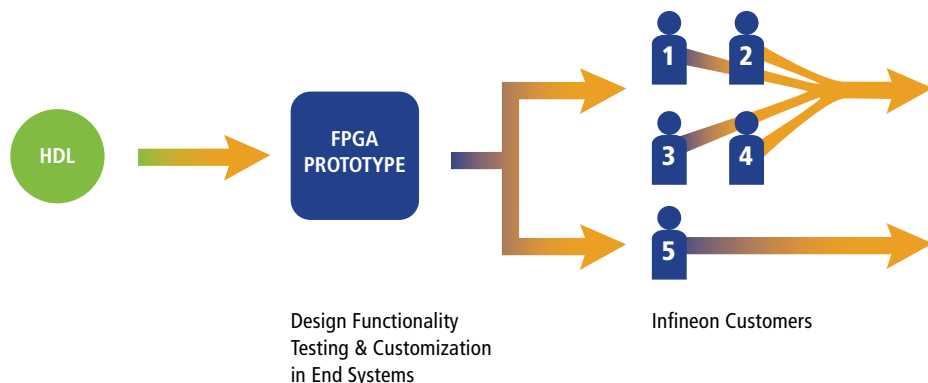 HDL
FPGA
PROTOTYPE
1
2
3
4
5
Design Functionality
Testing & Customization
in End Systems
Infineon Customers